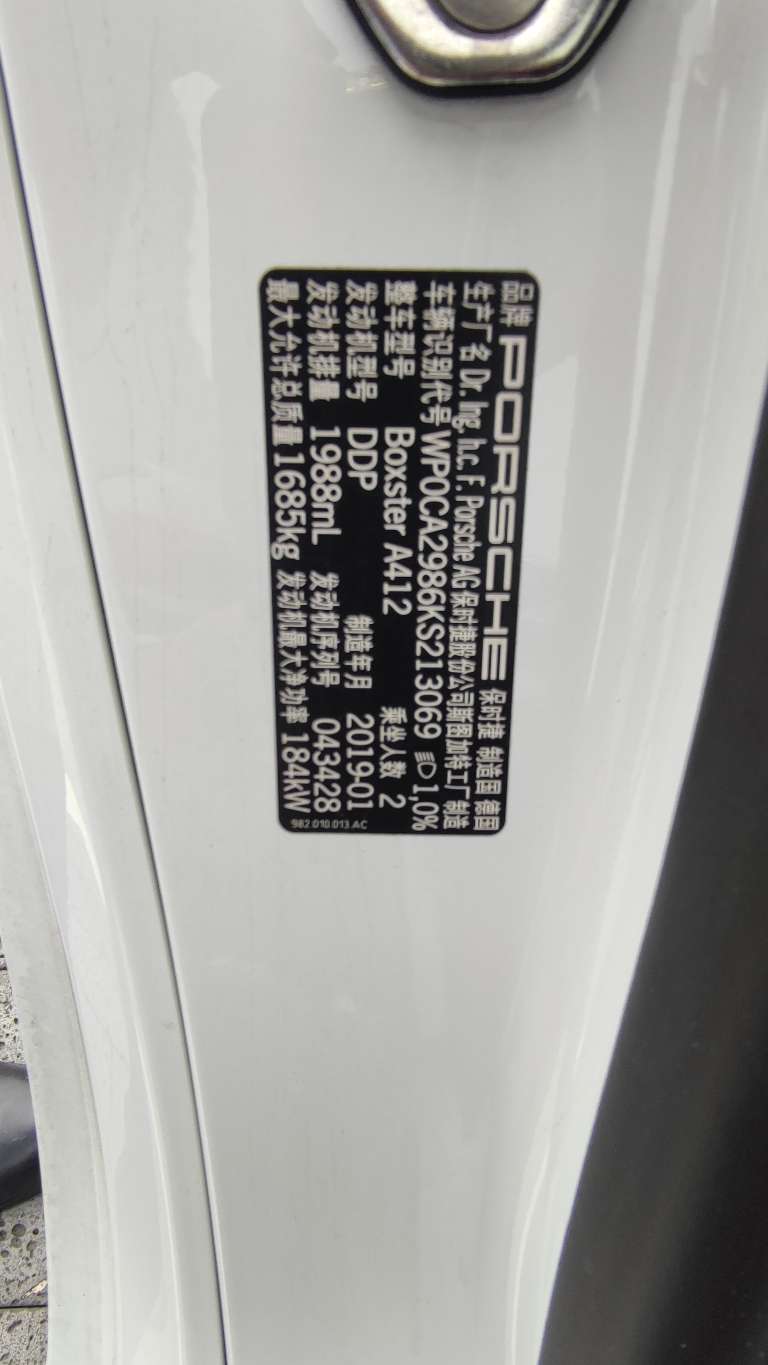 品牌 PORSCHE 保时捷 制造国 德国
生产厂名 Dr. Ing. h.c. F. Porsche AG 保时捷股份公司斯图加特工厂制造
车辆识别代号 WP0CA2986KS213069 1,0%
整车型号 Boxster A412 乘坐人数 2
发动机型号 DDP 制造年月 2019-01
发动机排量 1988mL 发动机序列号 043428
最大允许总质量 1685kg 发动机最大净功率 184kW
982.010.013.AC